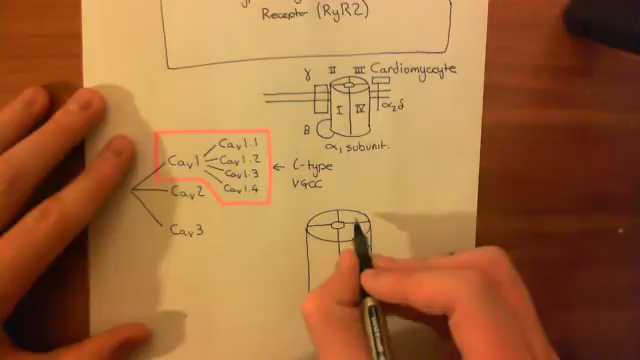 Receptor (RyR2)
γ II III Cardiomyocyte
I IV α₂δ
B
α₁ subunit.
Cav1.1
Cav1 Cav1.2
Cav1.3
Cav1.4
← L-type
VGCC
Cav2
Cav3